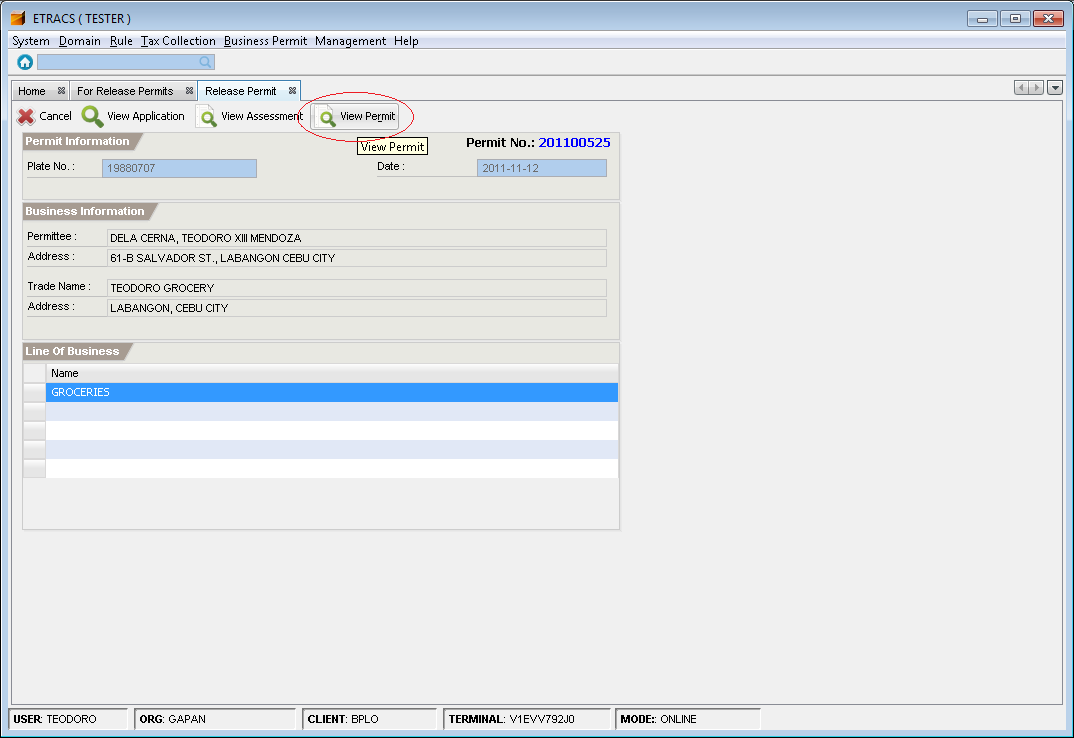 ETRACS ( TESTER )
System Domain Rule Tax Collection Business Permit Management Help
Home For Release Permits Release Permit
Cancel View Application View Assessment View Permit
View Permit
Permit Information
Permit No.: 201100525
Plate No. : 19880707 Date : 2011-11-12
Business Information
Permittee : DELA CERNA, TEODORO XIII MENDOZA
Address : 61-B SALVADOR ST., LABANGON CEBU CITY
Trade Name : TEODORO GROCERY
Address : LABANGON, CEBU CITY
Line Of Business
Name
GROCERIES
USER: TEODORO ORG: GAPAN CLIENT: BPLO TERMINAL: V1EVV792J0 MODE:: ONLINE